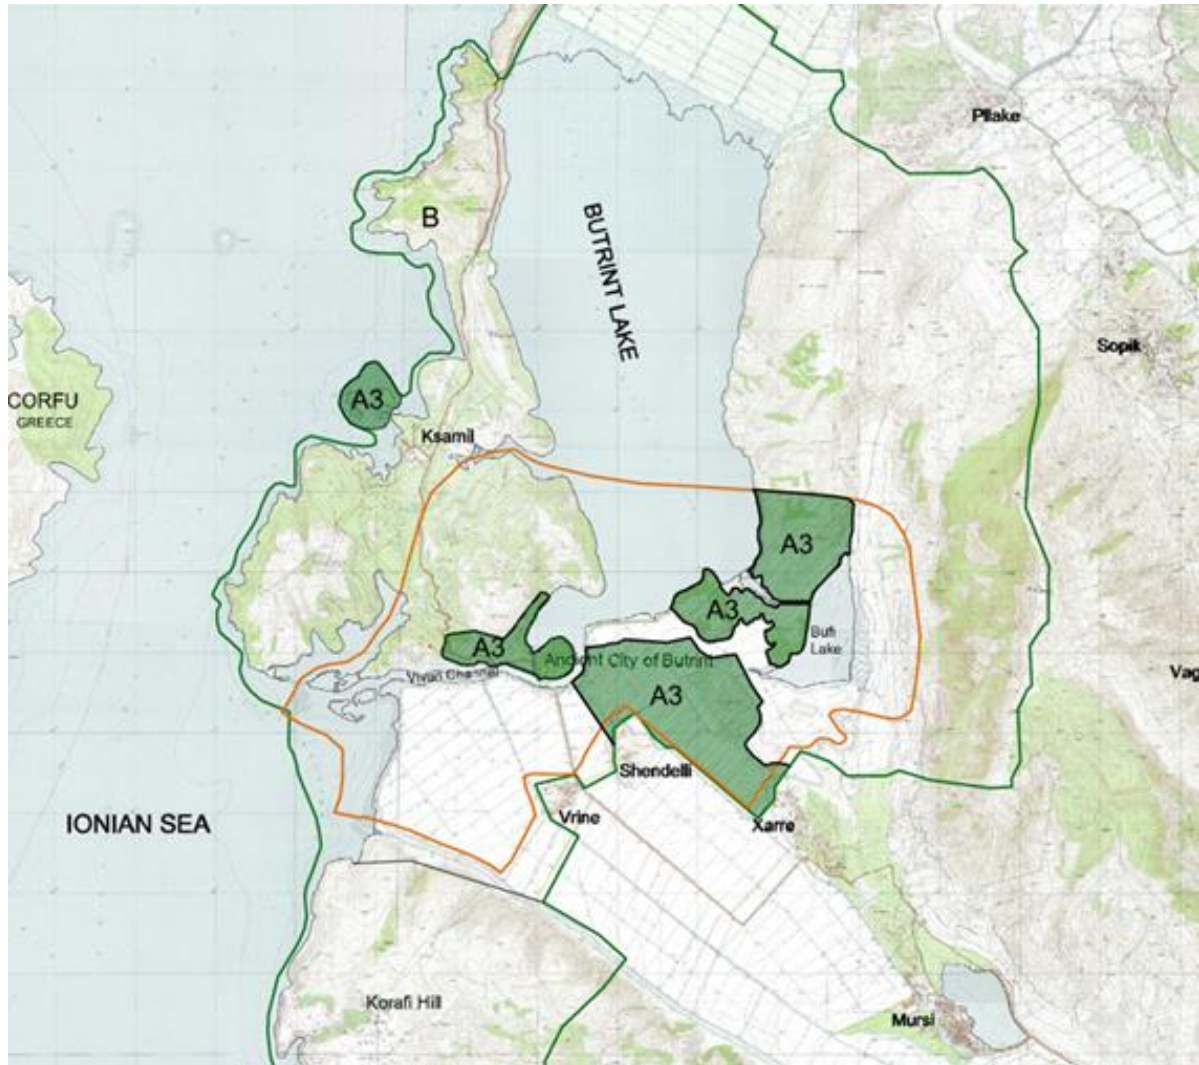 Pllake
B
BUTRINT LAKE
Sopik
A3
CORFU
GREECE
Ksamil
A3
A3
Bufi
Lake
A3
Ancient City of Butrint
Vivari Channel
A3
Vag
Shendelli
IONIAN SEA
Vrine
Xarre
Korafi Hill
Mursi